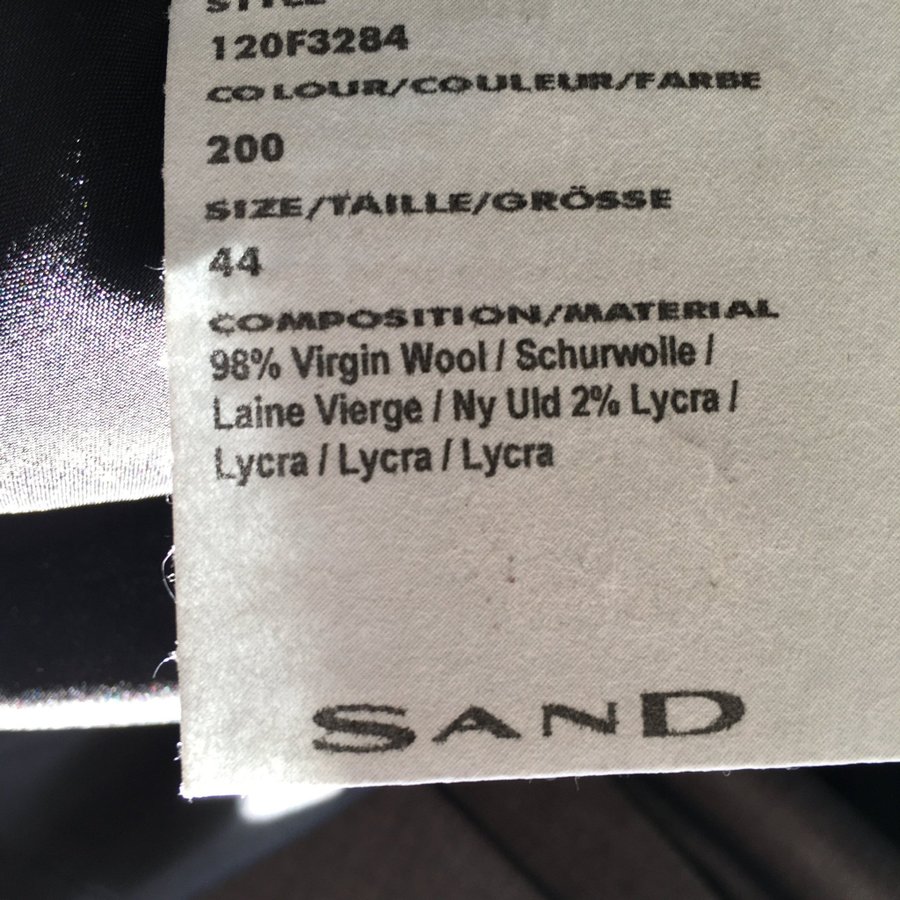 STYLE
120F3284
COLOUR/COULEUR/FARBE
200
SIZE/TAILLE/GRÖSSE
44
COMPOSITION/MATERIAL
98% Virgin Wool / Schurwolle /
Laine Vierge / Ny Uld 2% Lycra /
Lycra / Lycra / Lycra
SAND